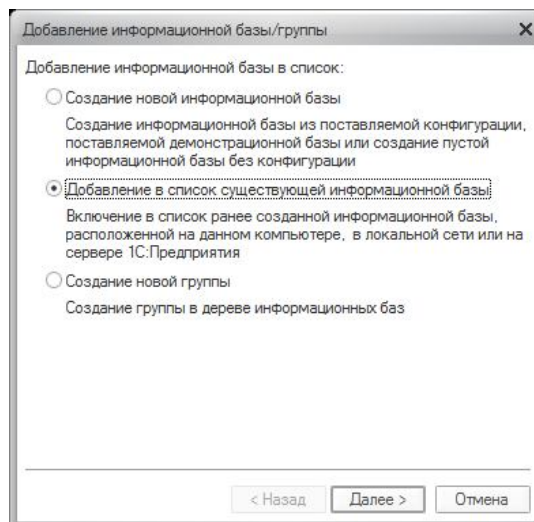 Добавление информационной базы/группы
Добавление информационной базы в список:
Создание новой информационной базы
Создание информационной базы из поставляемой конфигурации,
поставляемой демонстрационной базы или создание пустой
информационной базы без конфигурации
Добавление в список существующей информационной базы
Включение в список ранее созданной информационной базы,
расположенной на данном компьютере, в локальной сети или на
сервере 1С:Предприятия
Создание новой группы
Создание группы в дереве информационных баз
< Назад Далее > Отмена